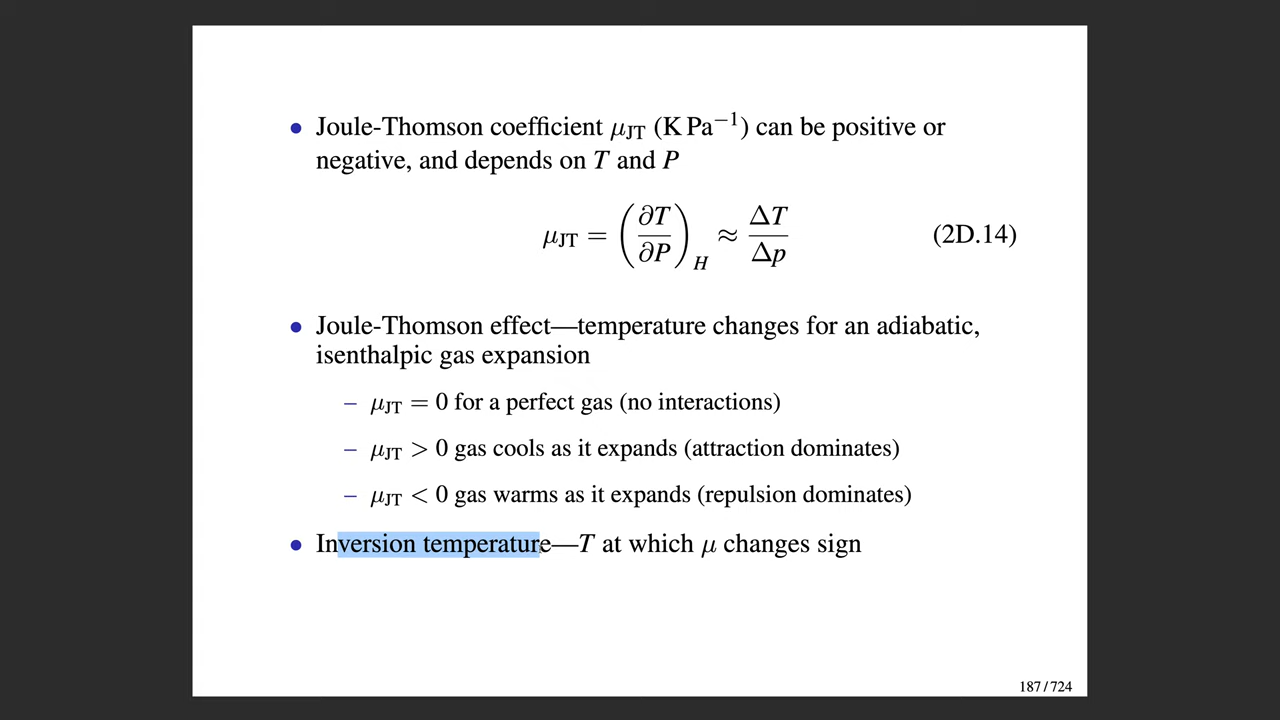 • Joule-Thomson coefficient μ_JT (K Pa⁻¹) can be positive or
negative, and depends on T and P
μ_JT = (∂T/∂P)_H ≈ ΔT/Δp (2D.14)
• Joule-Thomson effect—temperature changes for an adiabatic,
isenthalpic gas expansion
– μ_JT = 0 for a perfect gas (no interactions)
– μ_JT > 0 gas cools as it expands (attraction dominates)
– μ_JT < 0 gas warms as it expands (repulsion dominates)
• Inversion temperature—T at which μ changes sign
187 / 724